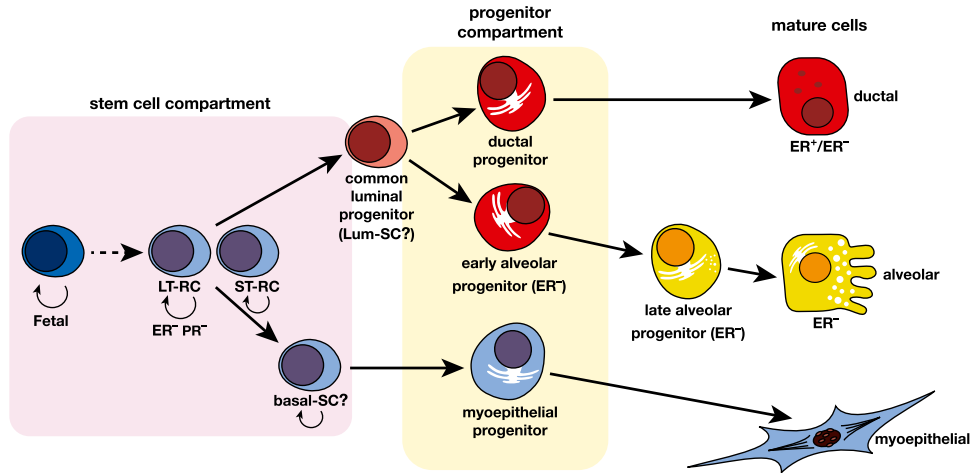 progenitor
compartment
mature cells
stem cell compartment
ductal
ER⁺/ER⁻
ductal
progenitor
common
luminal
progenitor
(Lum-SC?)
early alveolar
progenitor (ER⁻)
alveolar
ER⁻
late alveolar
progenitor (ER⁻)
LT-RC
ST-RC
ER⁻ PR⁻
Fetal
basal-SC?
myoepithelial
progenitor
myoepithelial